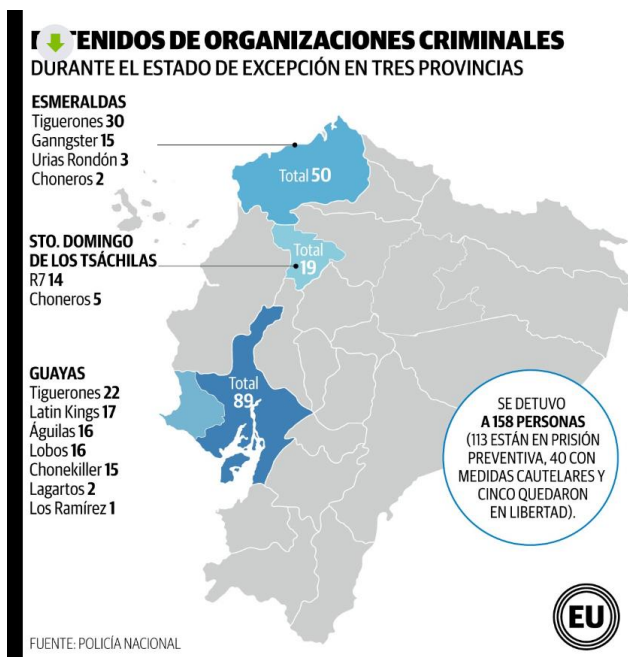 TENIDOS DE ORGANIZACIONES CRIMINALES
DURANTE EL ESTADO DE EXCEPCIÓN EN TRES PROVINCIAS
ESMERALDAS
Tiguerones 30
Ganngster 15
Urias Rondón 3
Choneros 2
Total 50
STO. DOMINGO
DE LOS TSÁCHILAS
R7 14
Choneros 5
Total
19
GUAYAS
Tiguerones 22
Latin Kings 17
Águilas 16
Lobos 16
Chonekiller 15
Lagartos 2
Los Ramírez 1
Total
89
SE DETUVO
A 158 PERSONAS
(113 ESTÁN EN PRISIÓN
PREVENTIVA, 40 CON
MEDIDAS CAUTELARES Y
CINCO QUEDARON
EN LIBERTAD).
EU
FUENTE: POLICÍA NACIONAL